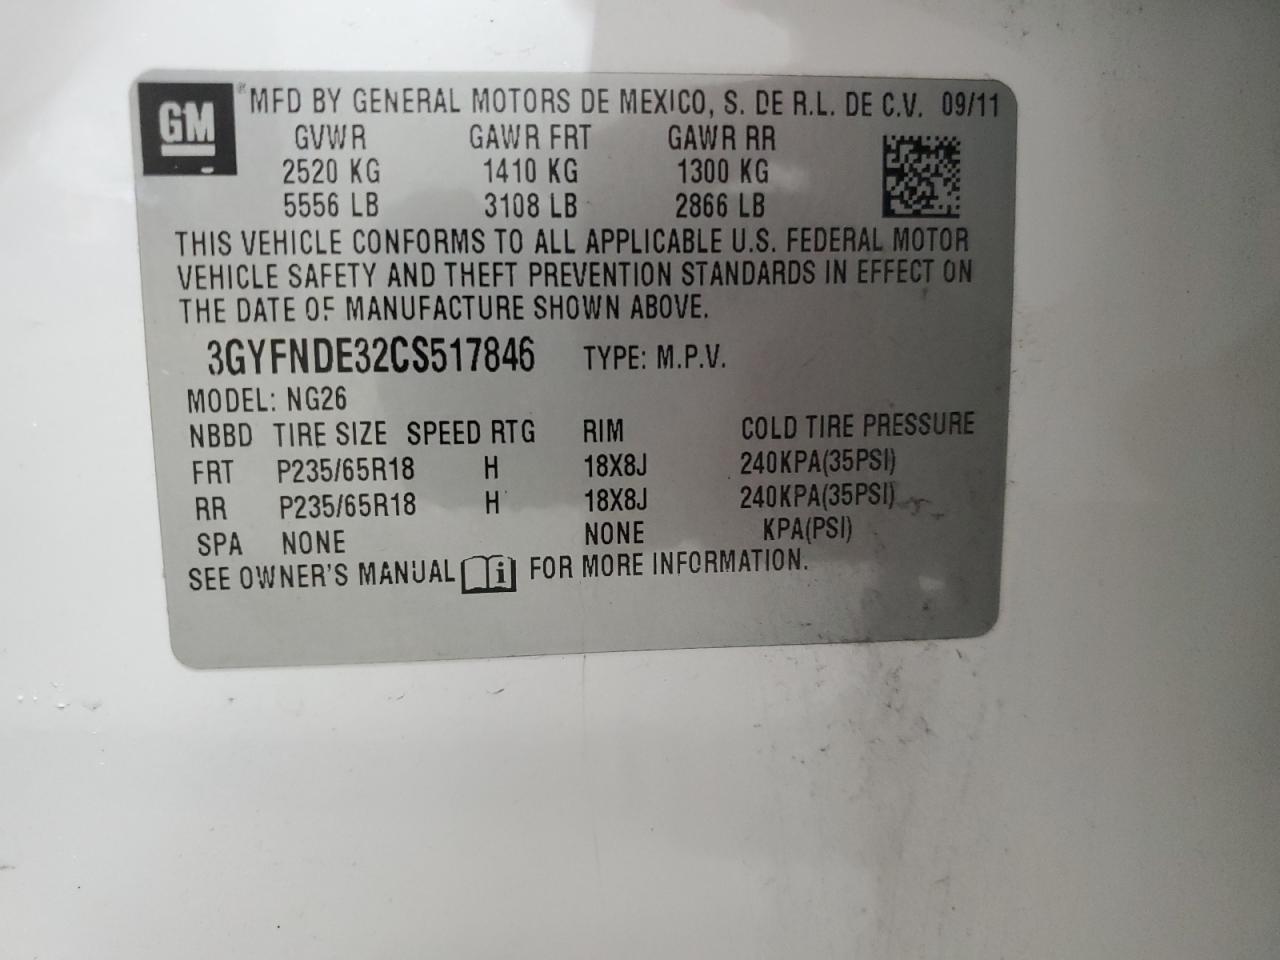 GM ® MFD BY GENERAL MOTORS DE MEXICO, S. DE R.L. DE C.V. 09/11
GVWR GAWR FRT GAWR RR
2520 KG 1410 KG 1300 KG
5556 LB 3108 LB 2866 LB
THIS VEHICLE CONFORMS TO ALL APPLICABLE U.S. FEDERAL MOTOR
VEHICLE SAFETY AND THEFT PREVENTION STANDARDS IN EFFECT ON
THE DATE OF MANUFACTURE SHOWN ABOVE.
3GYFNDE32CS517846 TYPE: M.P.V.
MODEL: NG26
NBBD TIRE SIZE SPEED RTG RIM COLD TIRE PRESSURE
FRT P235/65R18 H 18X8J 240KPA(35PSI)
RR P235/65R18 H 18X8J 240KPA(35PSI)
SPA NONE NONE KPA(PSI)
SEE OWNER'S MANUAL i FOR MORE INFORMATION.